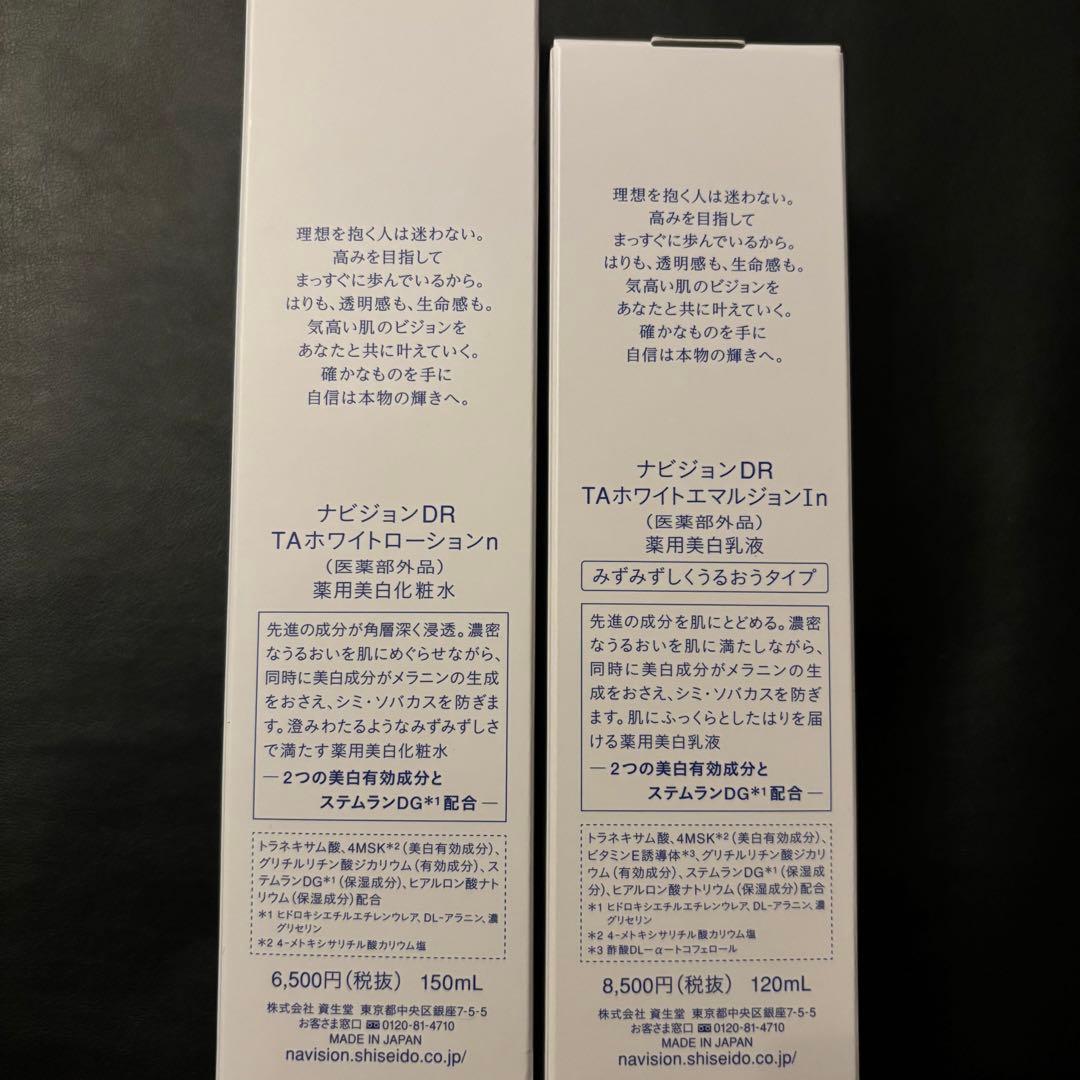 理想を抱く人は迷わない。
高みを目指して
まっすぐに歩んでいるから。
はりも、透明感も、生命感も。
気高い肌のビジョンを
あなたと共に叶えていく。
確かなものを手に
自信は本物の輝きへ。
ナビジョンDR
TAホワイトローションn
（医薬部外品）
薬用美白化粧水
先進の成分が角層深く浸透。濃密
なうるおいを肌にめぐらせながら、
同時に美白成分がメラニンの生成
をおさえ、シミ・ソバカスを防ぎま
す。澄みわたるようなみずみずしさ
で満たす薬用美白化粧水
— 2つの美白有効成分と
ステムランDG*1配合 —
トラネキサム酸、4MSK*2（美白有効成分）、
グリチルリチン酸ジカリウム（有効成分）、ス
テムランDG*1（保湿成分）、ヒアルロン酸ナト
リウム（保湿成分）配合
*1 ヒドロキシエチルエチレンウレア、DL-アラニン、濃
グリセリン
*2 4-メトキシサリチル酸カリウム塩
6,500円（税抜） 150mL
株式会社 資生堂 東京都中央区銀座7-5-5
お客さま窓口 0120-81-4710
MADE IN JAPAN
navision.shiseido.co.jp/
理想を抱く人は迷わない。
高みを目指して
まっすぐに歩んでいるから。
はりも、透明感も、生命感も。
気高い肌のビジョンを
あなたと共に叶えていく。
確かなものを手に
自信は本物の輝きへ。
ナビジョンDR
TAホワイトエマルジョンIn
（医薬部外品）
薬用美白乳液
みずみずしくうるおうタイプ
先進の成分を肌にとどめる。濃密
なうるおいを肌に満たしながら、
同時に美白成分がメラニンの生
成をおさえ、シミ・ソバカスを防ぎ
ます。肌にふっくらとしたはりを届
ける薬用美白乳液
— 2つの美白有効成分と
ステムランDG*1配合 —
トラネキサム酸、4MSK*2（美白有効成分）、
ビタミンE誘導体*3、グリチルリチン酸ジカリ
ウム（有効成分）、ステムランDG*1（保湿成
分）、ヒアルロン酸ナトリウム（保湿成分）配合
*1 ヒドロキシエチルエチレンウレア、DL-アラニン、濃
グリセリン
*2 4-メトキシサリチル酸カリウム塩
*3 酢酸DL-α-トコフェロール
8,500円（税抜） 120mL
株式会社 資生堂 東京都中央区銀座7-5-5
お客さま窓口 0120-81-4710
MADE IN JAPAN
navision.shiseido.co.jp/